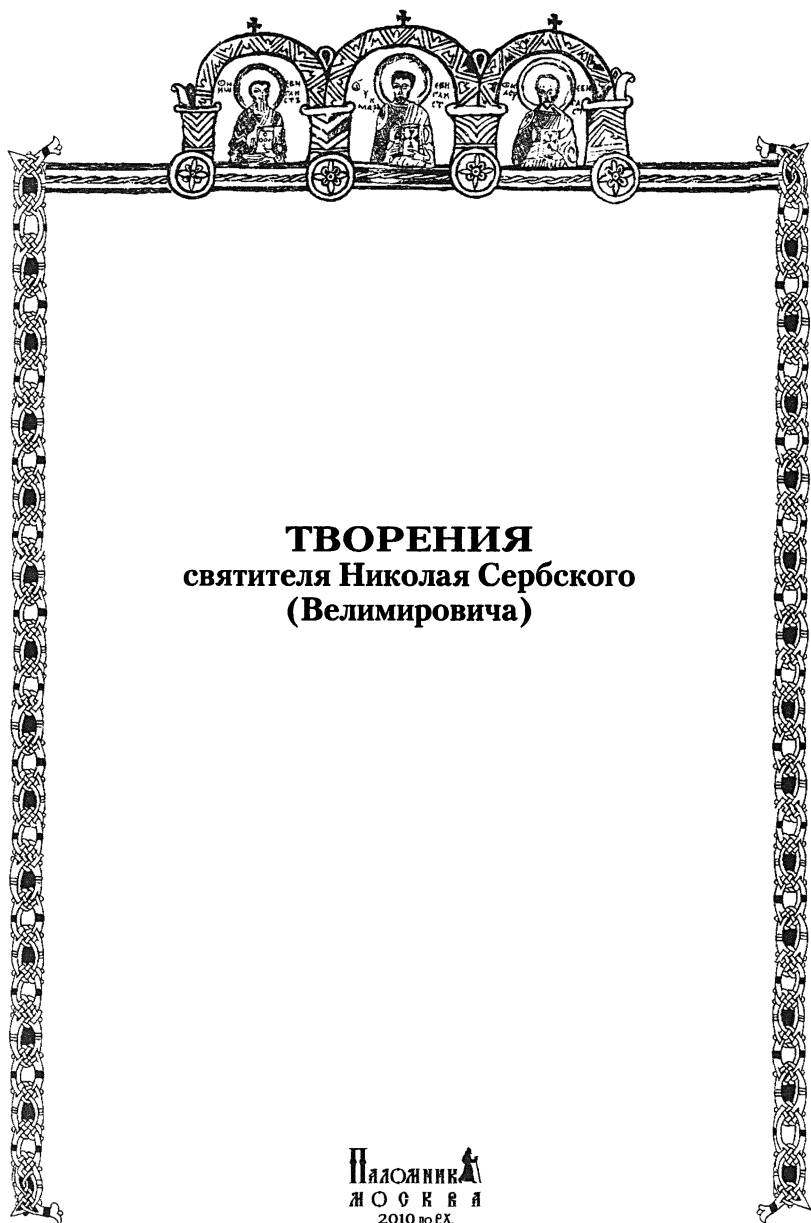 ТВОРЕНИЯ
святителя Николая Сербского
(Велимировича)
Паломникъ
МОСКВА
2010 по Р.Х.